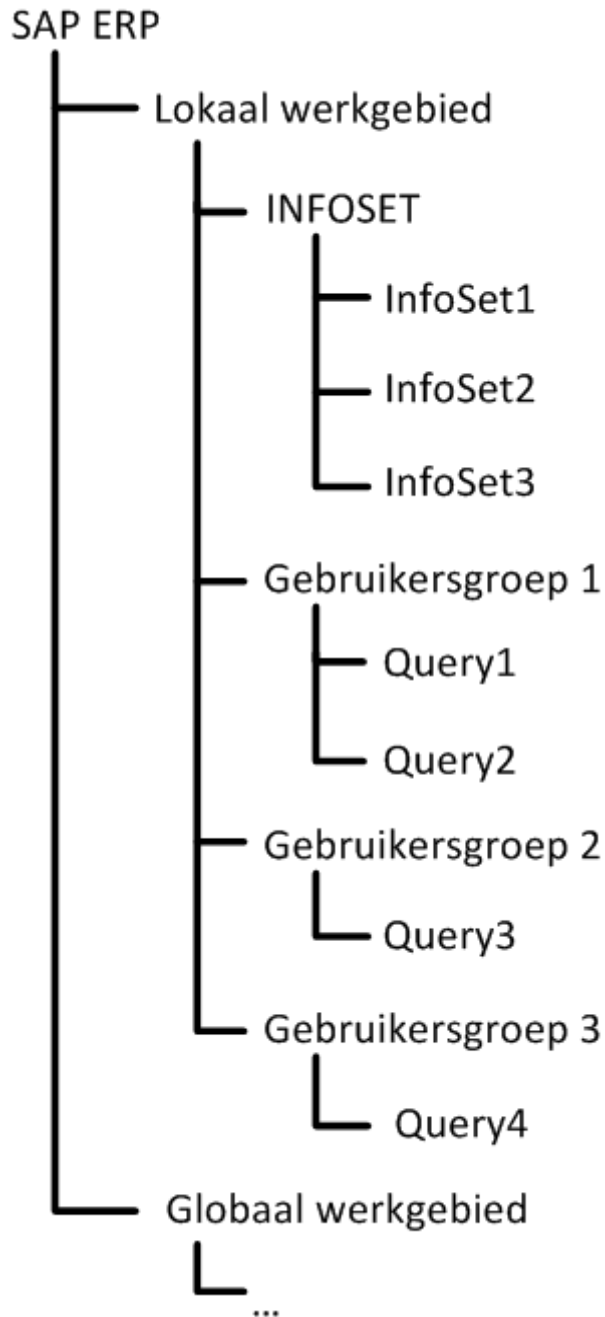 SAP ERP
Lokaal werkgebied
INFOSET
InfoSet1
InfoSet2
InfoSet3
Gebruikersgroep 1
Query1
Query2
Gebruikersgroep 2
Query3
Gebruikersgroep 3
Query4
Globaal werkgebied
...